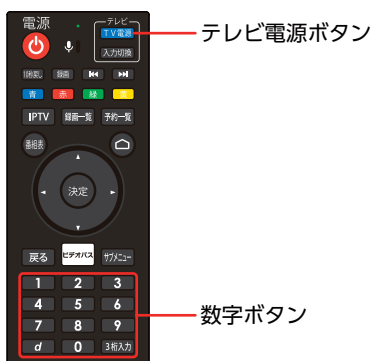 電源
テレビ
TV電源
テレビ電源ボタン
入力切換
10秒戻し 録画
青 赤 緑 黄
IPTV 録画一覧 予約一覧
番組表
決定
戻る ビデオパス サブメニュー
1 2 3
4 5 6
数字ボタン
7 8 9
d 0 3桁入力